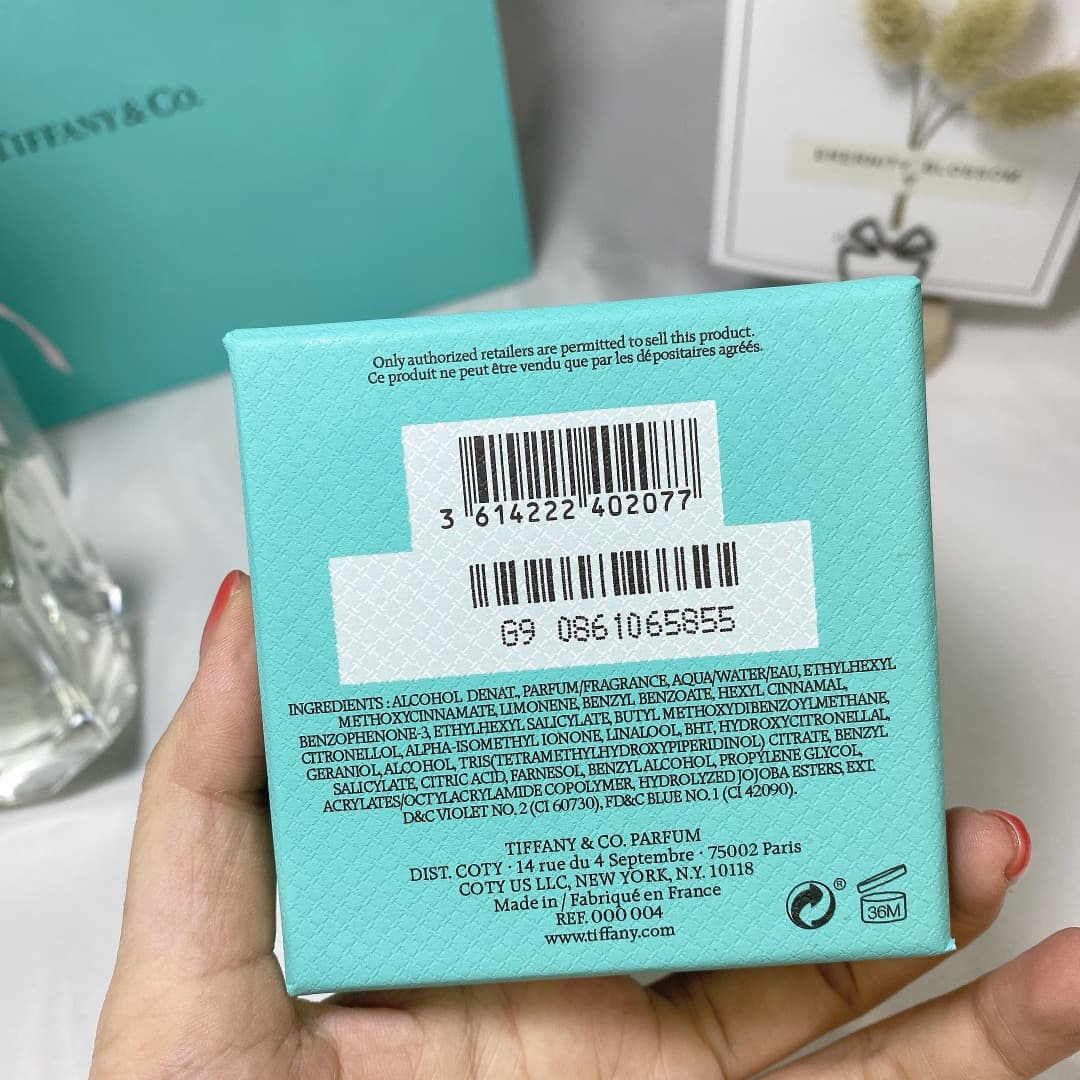 TIFFANY & CO.
ERERNITY BLOSSOM
Only authorized retailers are permitted to sell this product.
Ce produit ne peut être vendu que par les dépositaires agréés.
3 614222 402077
G9 0861065855
INGREDIENTS : ALCOHOL DENAT., PARFUM/FRAGRANCE, AQUA/WATER/EAU, ETHYLHEXYL
METHOXYCINNAMATE, LIMONENE, BENZYL BENZOATE, HEXYL CINNAMAL,
BENZOPHENONE-3, ETHYLHEXYL SALICYLATE, BUTYL METHOXYDIBENZOYLMETHANE,
CITRONELLOL, ALPHA-ISOMETHYL IONONE, LINALOOL, BHT, HYDROXYCITRONELLAL,
GERANIOL, ALCOHOL, TRIS(TETRAMETHYLHYDROXYPIPERIDINOL) CITRATE, BENZYL
SALICYLATE, CITRIC ACID, FARNESOL, BENZYL ALCOHOL, PROPYLENE GLYCOL,
ACRYLATES/OCTYLACRYLAMIDE COPOLYMER, HYDROLYZED JOJOBA ESTERS, EXT.
D&C VIOLET NO. 2 (CI 60730), FD&C BLUE NO. 1 (CI 42090).
TIFFANY & CO. PARFUM
DIST. COTY · 14 rue du 4 Septembre · 75002 Paris
COTY US LLC, NEW YORK, N.Y. 10118
Made in / Fabriqué en France
REF. 000 004
www.tiffany.com
®
36M